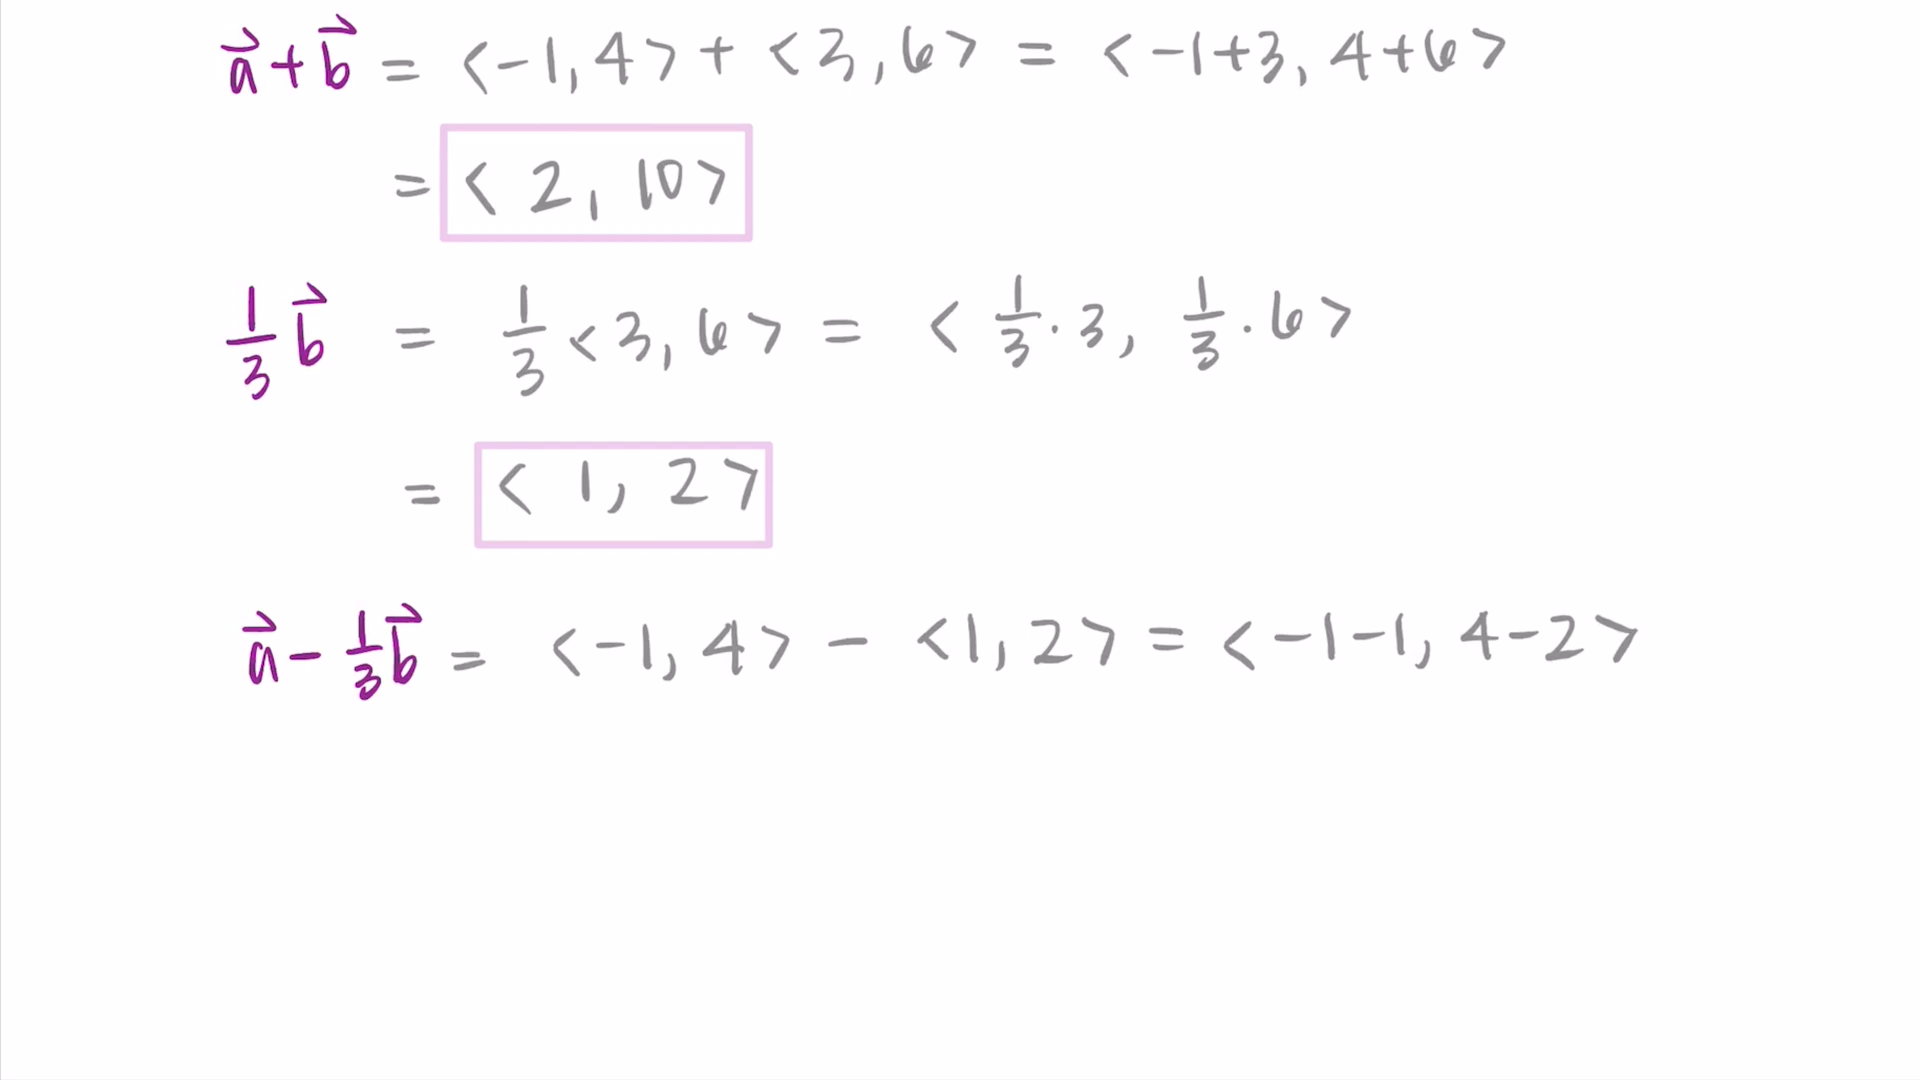 a⃗ + b⃗ = <-1, 4> + <3, 6> = <-1+3, 4+6>
= <2, 10>
1/3 b⃗ = 1/3 <3, 6> = <1/3 · 3, 1/3 · 6>
= <1, 2>
a⃗ - 1/3 b⃗ = <-1, 4> - <1, 2> = <-1-1, 4-2>